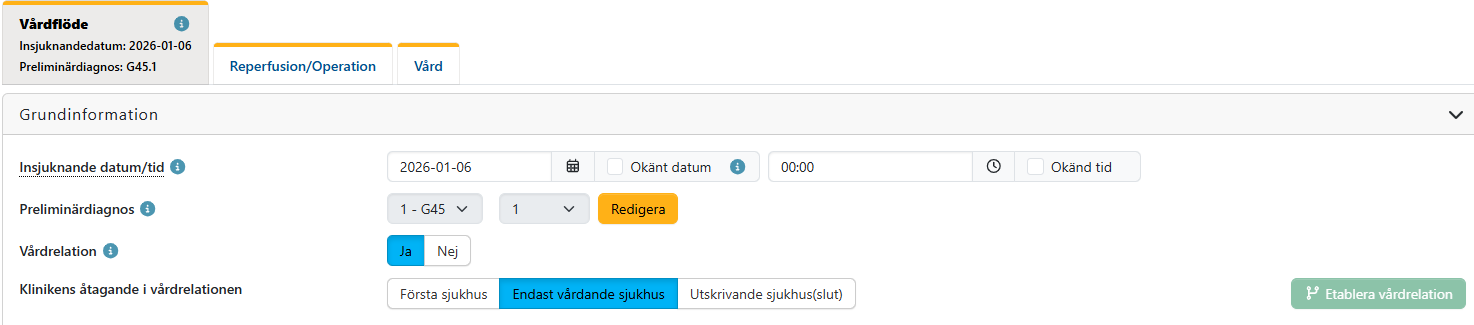 Vårdflöde
Insjuknandedatum: 2026-01-06
Preliminärdiagnos: G45.1
Reperfusion/Operation
Vård
Grundinformation
Insjuknande datum/tid 2026-01-06 Okänt datum 00:00 Okänd tid
Preliminärdiagnos 1 - G45 1 Redigera
Vårdrelation Ja Nej
Klinikens åtagande i vårdrelationen Första sjukhus Endast vårdande sjukhus Utskrivande sjukhus(slut) Etablera vårdrelation